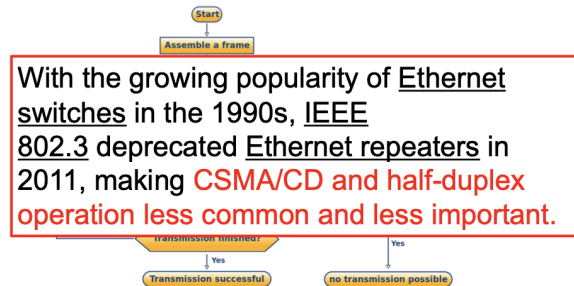 Start
Assemble a frame
With the growing popularity of Ethernet
switches in the 1990s, IEEE
802.3 deprecated Ethernet repeaters in
2011, making CSMA/CD and half-duplex
operation less common and less important.
Transmission finished?
Yes
Yes
Transmission successful
no transmission possible